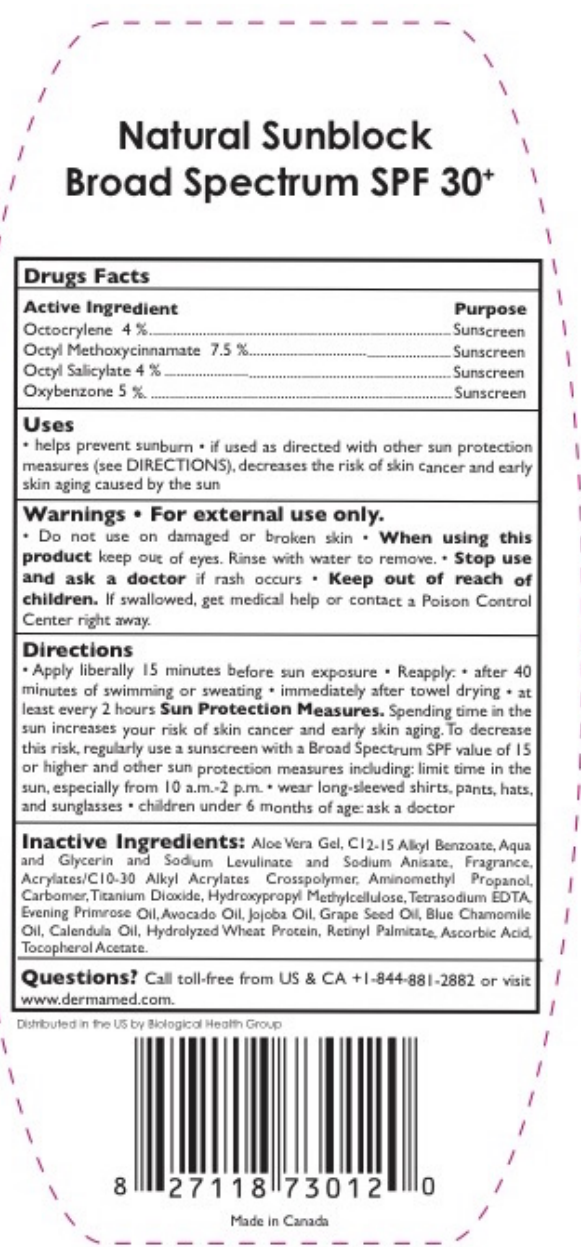 Natural Sunblock
Broad Spectrum SPF 30+
Drugs Facts
Active Ingredient Purpose
Octocrylene 4 %........................Sunscreen
Octyl Methoxycinnamate 7.5 %........................Sunscreen
Octyl Salicylate 4 %........................Sunscreen
Oxybenzone 5 %........................Sunscreen
Uses
• helps prevent sunburn • if used as directed with other sun protection
measures (see DIRECTIONS), decreases the risk of skin cancer and early
skin aging caused by the sun
Warnings • For external use only.
• Do not use on damaged or broken skin • When using this
product keep out of eyes. Rinse with water to remove. • Stop use
and ask a doctor if rash occurs • Keep out of reach of
children. If swallowed, get medical help or contact a Poison Control
Center right away.
Directions
• Apply liberally 15 minutes before sun exposure • Reapply: • after 40
minutes of swimming or sweating • immediately after towel drying • at
least every 2 hours Sun Protection Measures. Spending time in the
sun increases your risk of skin cancer and early skin aging. To decrease
this risk, regularly use a sunscreen with a Broad Spectrum SPF value of 15
or higher and other sun protection measures including: limit time in the
sun, especially from 10 a.m.-2 p.m. • wear long-sleeved shirts, pants, hats,
and sunglasses • children under 6 months of age: ask a doctor
Inactive Ingredients: Aloe Vera Gel, C12-15 Alkyl Benzoate, Aqua
and Glycerin and Sodium Levulinate and Sodium Anisate, Fragrance,
Acrylates/C10-30 Alkyl Acrylates Crosspolymer, Aminomethyl Propanol,
Carbomer, Titanium Dioxide, Hydroxypropyl Methylcellulose, Tetrasodium EDTA,
Evening Primrose Oil, Avocado Oil, Jojoba Oil, Grape Seed Oil, Blue Chamomile
Oil, Calendula Oil, Hydrolyzed Wheat Protein, Retinyl Palmitate, Ascorbic Acid,
Tocopherol Acetate.
Questions? Call toll-free from US & CA +1-844-881-2882 or visit
www.dermamed.com.
Distributed in the US by Biological Health Group
8 27118 73012 0
Made in Canada